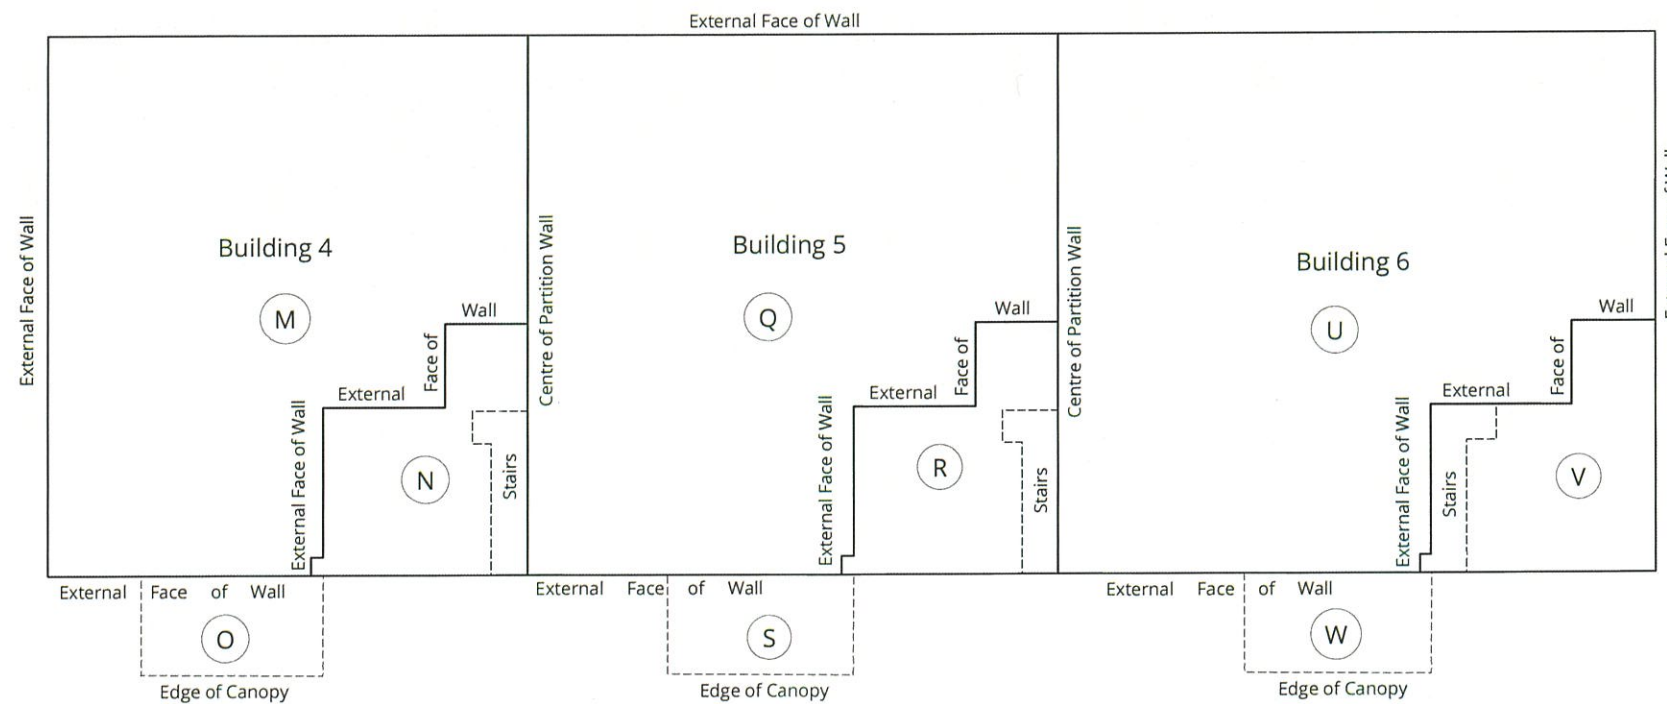 External Face of Wall
External Face of Wall
Building 4
M
Wall
Face of
External
External Face of Wall
N
Stairs
External Face of Wall
O
Edge of Canopy
Centre of Partition Wall
Building 5
Q
Wall
Face of
External
External Face of Wall
R
Stairs
External Face of Wall
S
Edge of Canopy
Centre of Partition Wall
Building 6
U
Wall
Face of
External
External Face of Wall
Stairs
V
External Face of Wall
W
Edge of Canopy